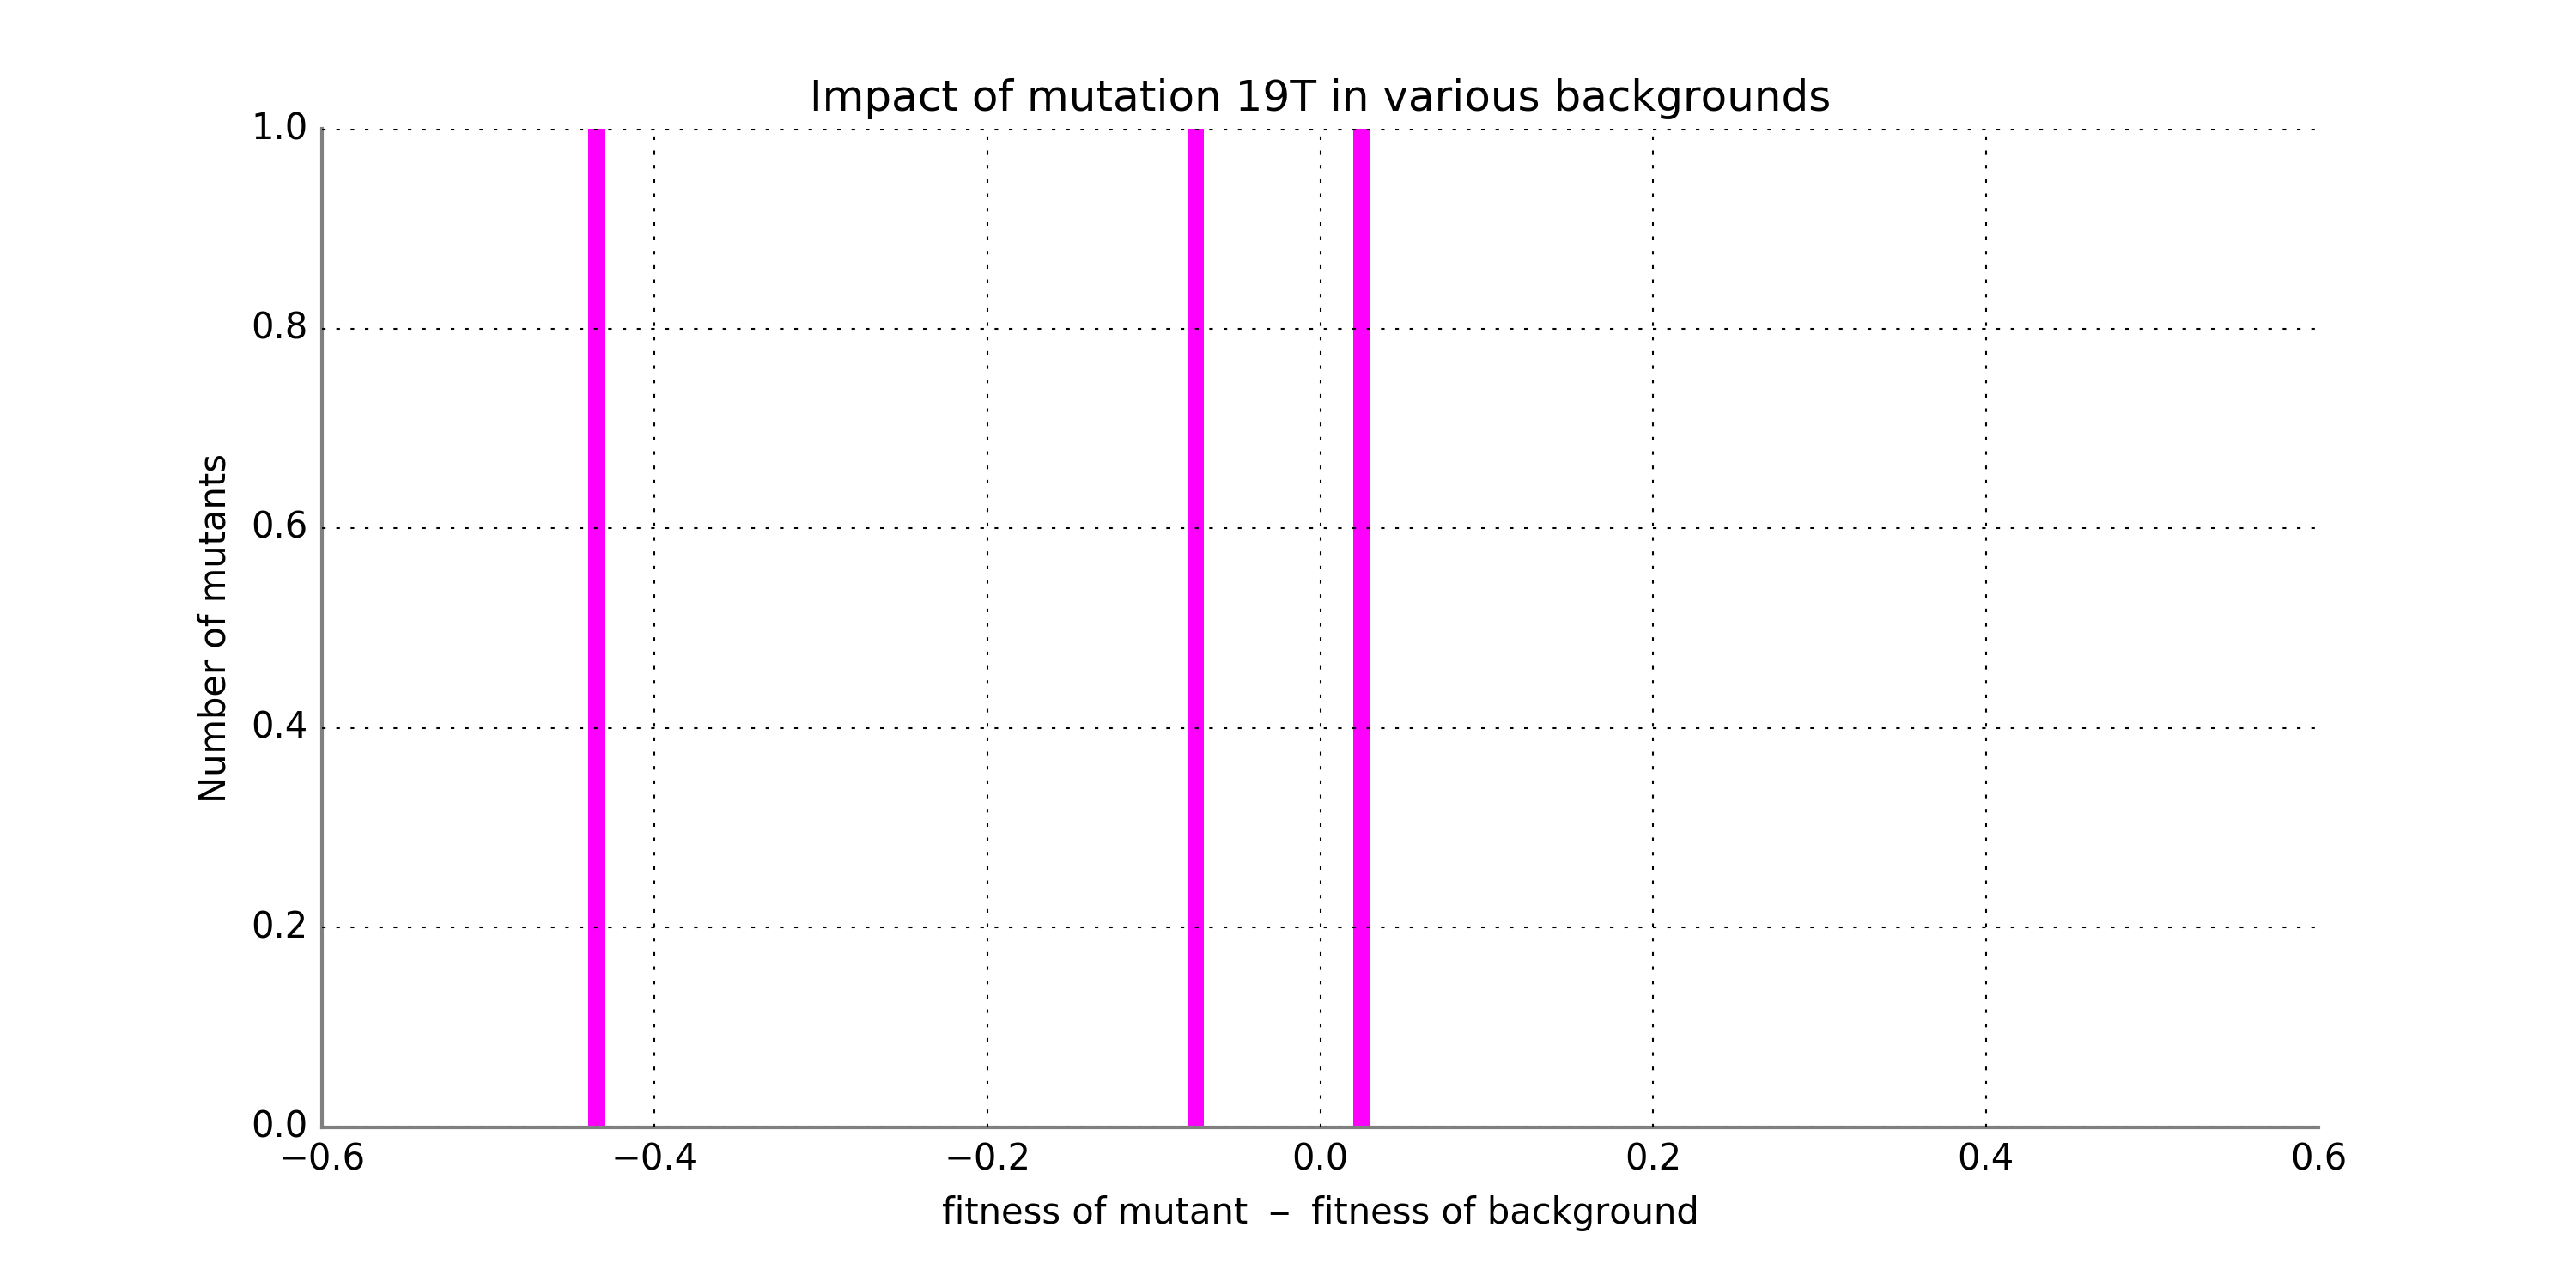 Impact of mutation 19T in various backgrounds
1.0
0.8
0.6
0.4
0.2
0.0
Number of mutants
−0.6 −0.4 −0.2 0.0 0.2 0.4 0.6
fitness of mutant − fitness of background